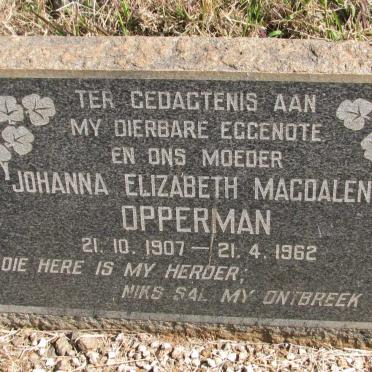 TER GEDAGTENIS AAN
MY DIERBARE EGGENOTE
EN ONS MOEDER
JOHANNA ELIZABETH MAGDALEN
OPPERMAN
21. 10. 1907 — 21. 4. 1962
DIE HERE IS MY HERDER;
NIKS SAL MY ONTBREEK